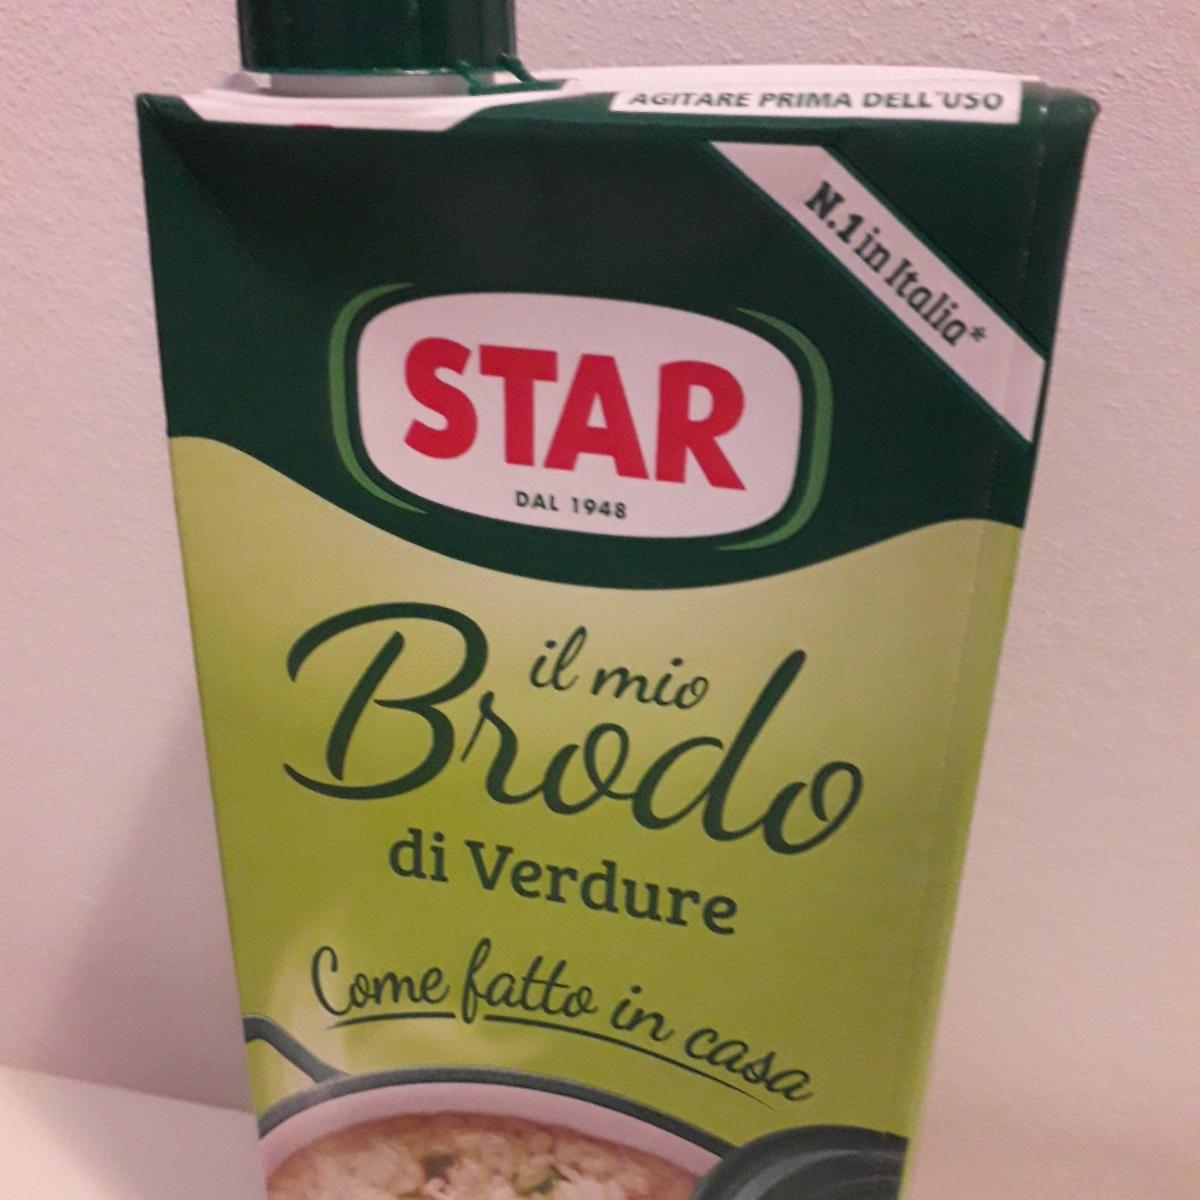 AGITARE PRIMA DELL'USO
N.1 in Italia*
STAR
DAL 1948
il mio
Brodo
di Verdure
Come fatto in casa